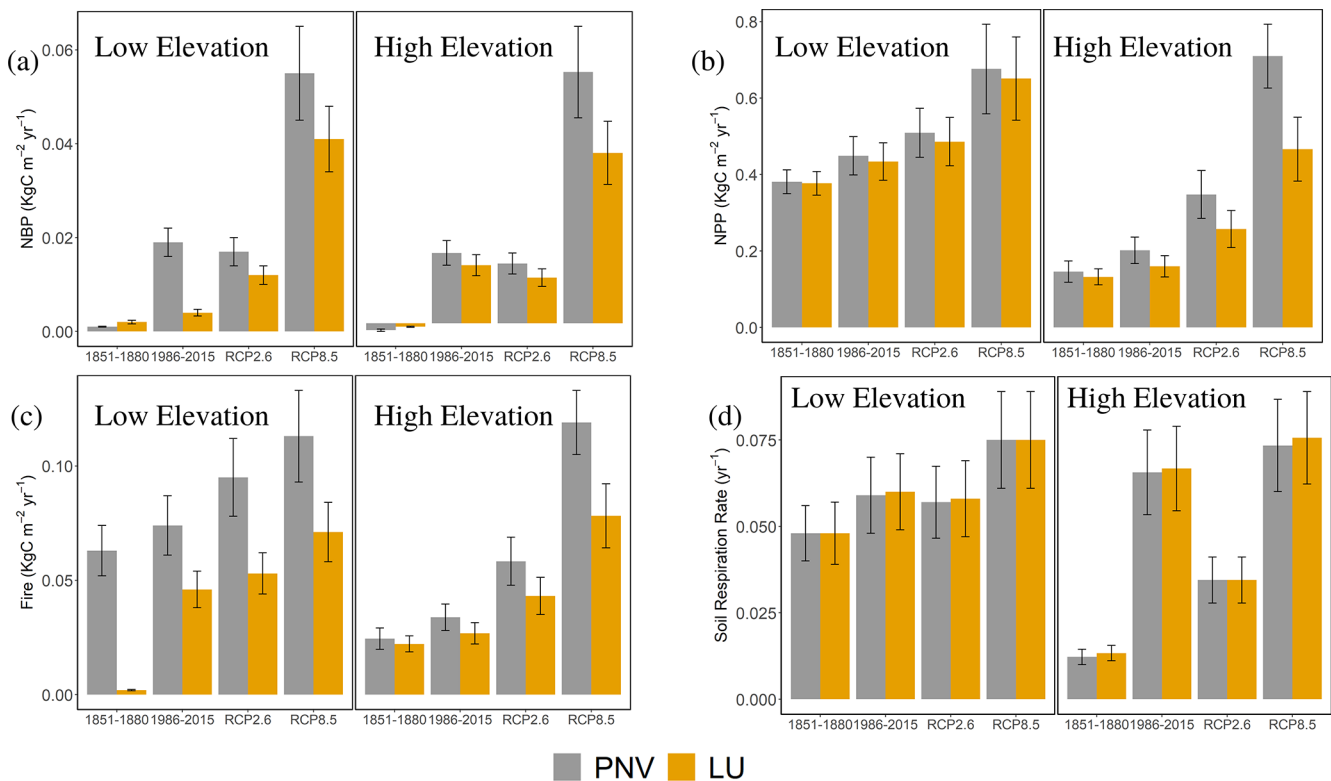 (a)
Low Elevation
High Elevation
NBP (KgC m⁻² yr⁻¹)
0.06
0.04
0.02
0.00
1851-1880 1986-2015 RCP2.6 RCP8.5
1851-1880 1986-2015 RCP2.6 RCP8.5
(b)
Low Elevation
High Elevation
NPP (KgC m⁻² yr⁻¹)
0.8
0.6
0.4
0.2
0.0
1851-1880 1986-2015 RCP2.6 RCP8.5
1851-1880 1986-2015 RCP2.6 RCP8.5
(c)
Low Elevation
High Elevation
Fire (KgC m⁻² yr⁻¹)
0.10
0.05
0.00
1851-1880 1986-2015 RCP2.6 RCP8.5
1851-1880 1986-2015 RCP2.6 RCP8.5
(d)
Low Elevation
High Elevation
Soil Respiration Rate (yr⁻¹)
0.075
0.050
0.025
0.000
1851-1880 1986-2015 RCP2.6 RCP8.5
1851-1880 1986-2015 RCP2.6 RCP8.5
PNV LU